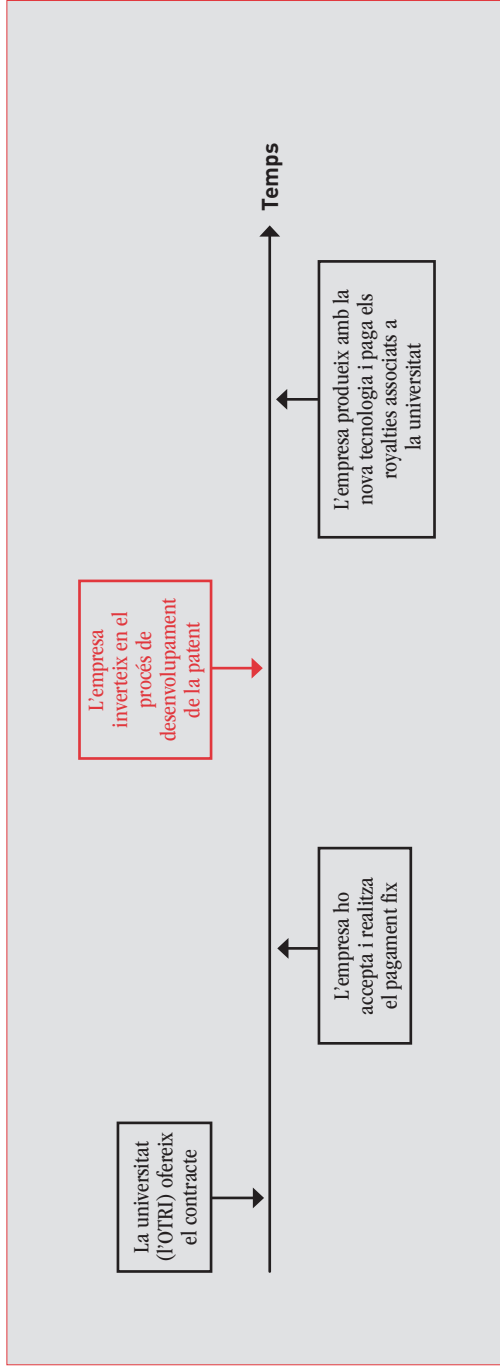 La universitat
(l'OTRI) ofereix
el contracte
L'empresa ho
accepta i realitza
el pagament fix
L'empresa
inverteix en el
procés de
desenvolupament
de la patent
L'empresa produeix amb la
nova tecnologia i paga els
royalties associats a
la universitat
Temps